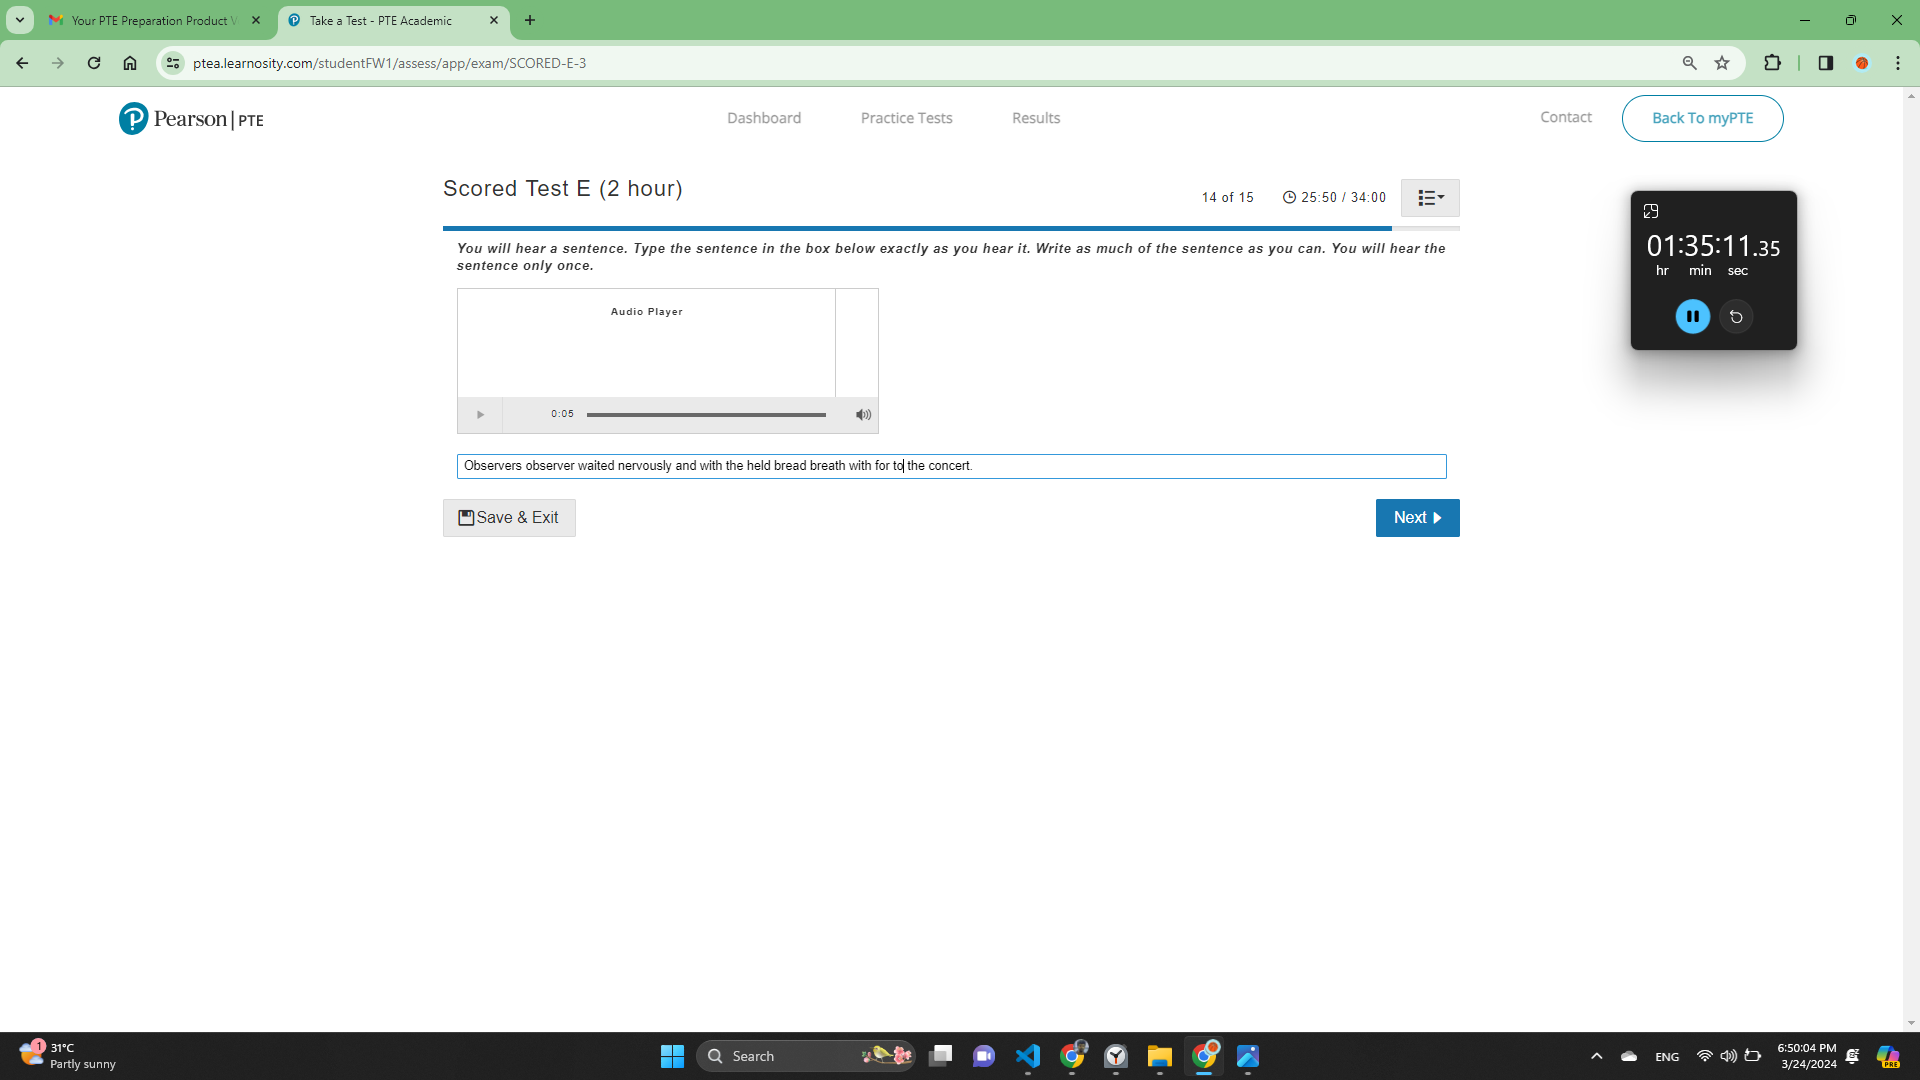 Your PTE Preparation Product V
Take a Test - PTE Academic
ptea.learnosity.com/studentFW1/assess/app/exam/SCORED-E-3
Pearson | PTE
Dashboard
Practice Tests
Results
Contact
Back To myPTE
Scored Test E (2 hour)
14 of 15
25:50 / 34:00
You will hear a sentence. Type the sentence in the box below exactly as you hear it. Write as much of the sentence as you can. You will hear the
sentence only once.
01:35:11.35
hr min sec
Audio Player
0:05
Observers observer waited nervously and with the held bread breath with for to the concert.
Save & Exit
Next
1
31°C
Partly sunny
Search
ENG
6:50:04 PM
3/24/2024
PRE